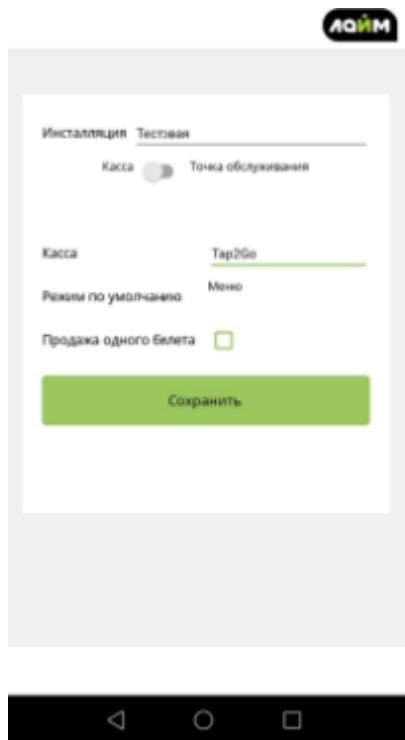 лайм
Инсталляция Тестовая
Касса Точка обслуживания
Касса Tap2Go
Режим по умолчанию Меню
Продажа одного билета
Сохранить